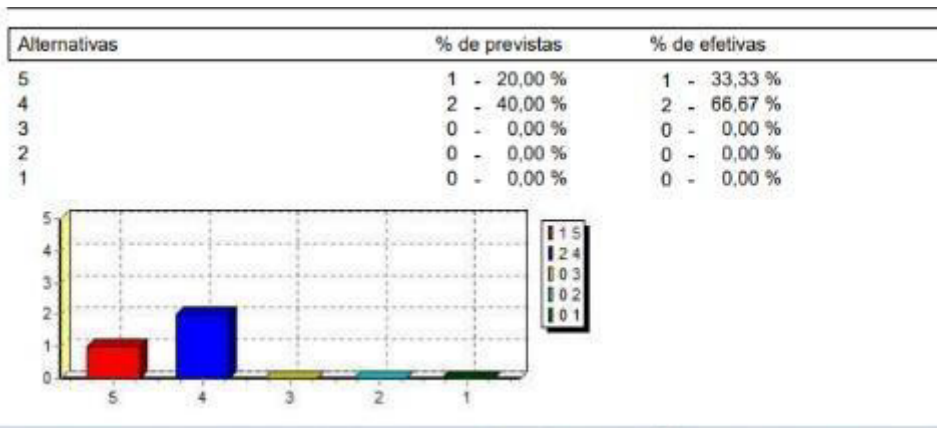 Alternativas % de previstas % de efetivas
5 1 - 20,00 % 1 - 33,33 %
4 2 - 40,00 % 2 - 66,67 %
3 0 - 0,00 % 0 - 0,00 %
2 0 - 0,00 % 0 - 0,00 %
1 0 - 0,00 % 0 - 0,00 %
5
4
3
2
1
0
5 4 3 2 1
1 5
2 4
0 3
0 2
0 1